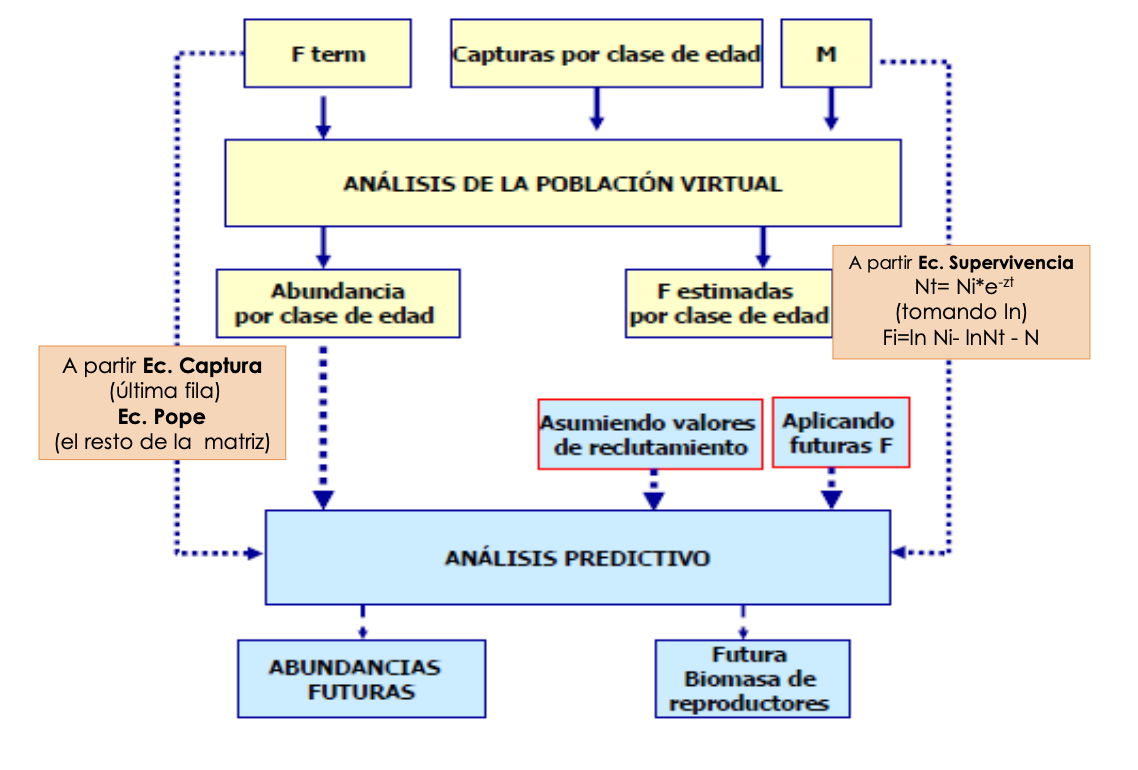 F term
Capturas por clase de edad
M
ANÁLISIS DE LA POBLACIÓN VIRTUAL
Abundancia
por clase de edad
F estimadas
por clase de edad
A partir Ec. Supervivencia
Nt= Ni*e-zt
(tomando ln)
Fi=ln Ni- lnNt - N
A partir Ec. Captura
(última fila)
Ec. Pope
(el resto de la matriz)
Asumiendo valores
de reclutamiento
Aplicando
futuras F
ANÁLISIS PREDICTIVO
ABUNDANCIAS
FUTURAS
Futura
Biomasa de
reproductores